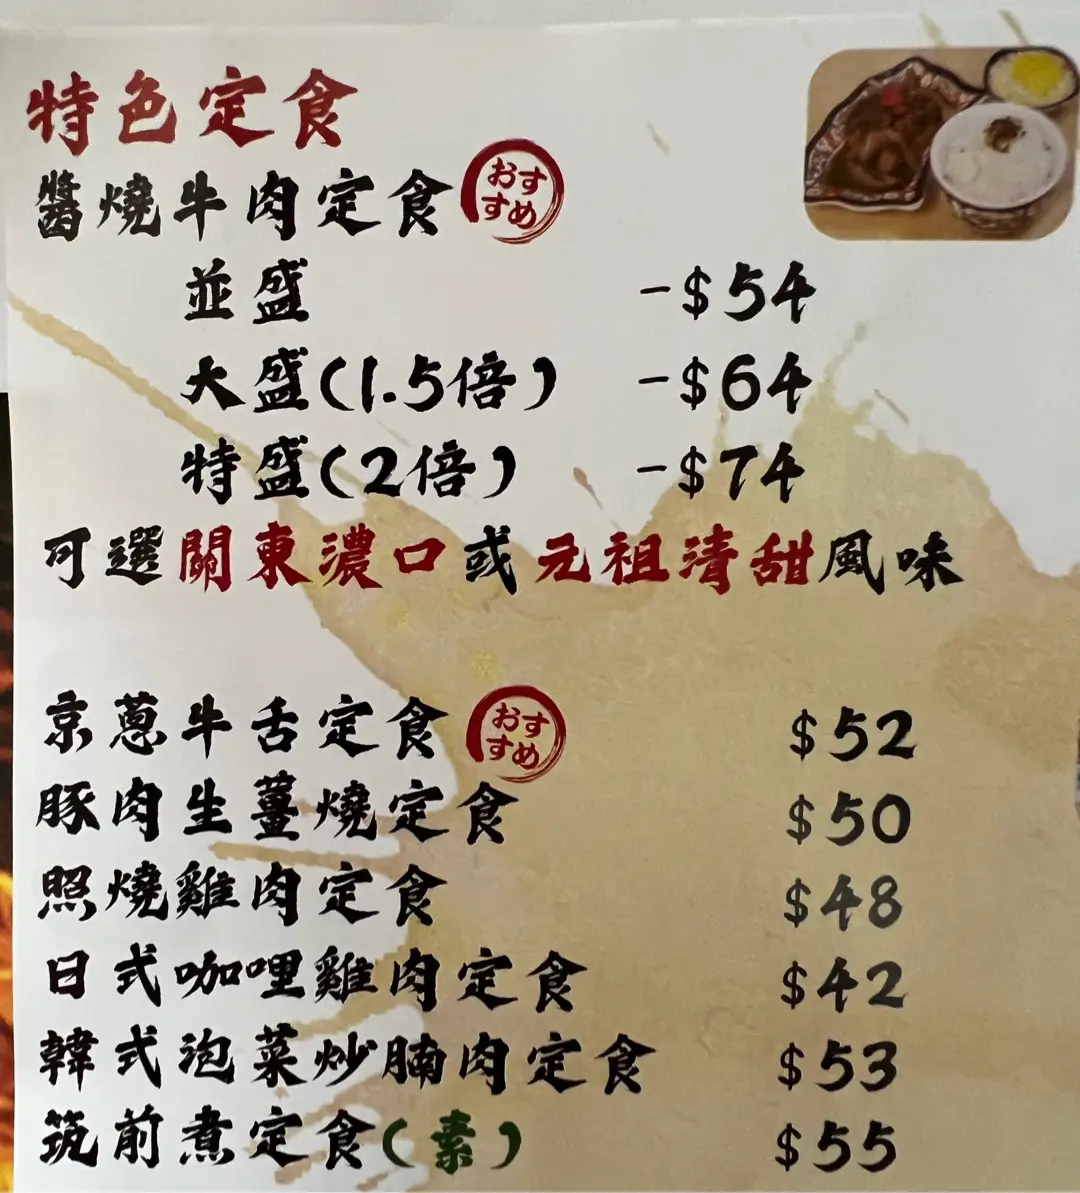 特色定食
醬燒牛肉定食 おすすめ
並盛 -$54
大盛(1.5倍) -$64
特盛(2倍) -$74
可選關東濃口或元祖清甜風味
京蔥牛舌定食 おすすめ $52
豚肉生薑燒定食 $50
照燒雞肉定食 $48
日式咖哩雞肉定食 $42
韓式泡菜炒腩肉定食 $53
筑前煮定食(素) $55